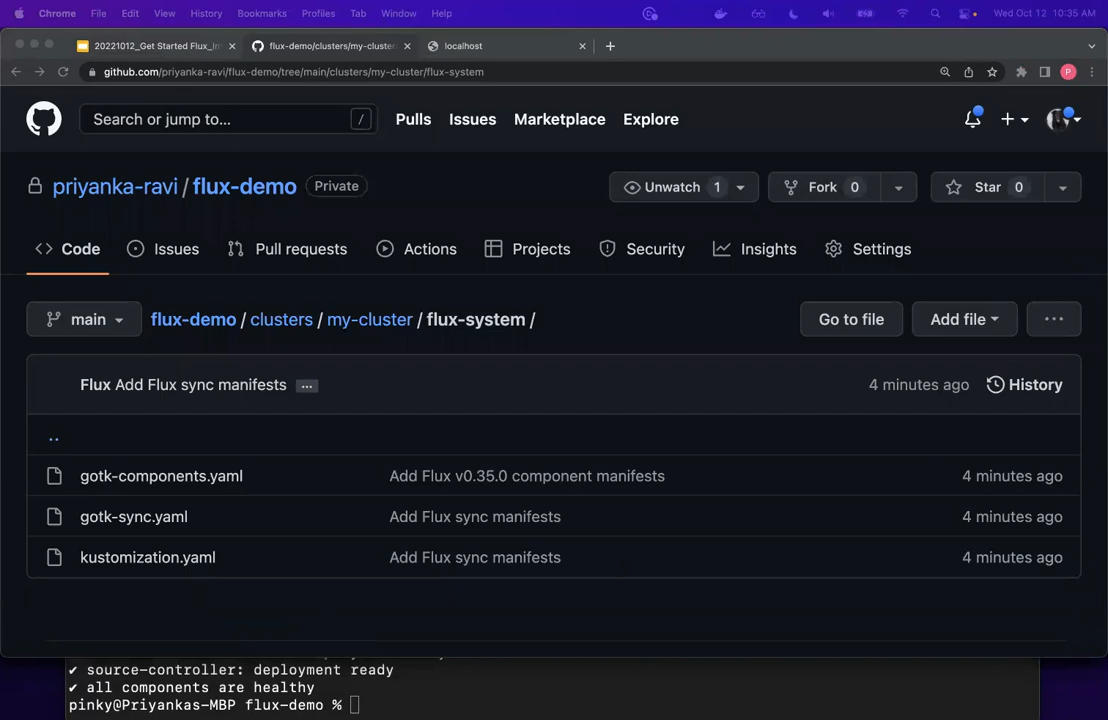 Chrome File Edit View History Bookmarks Profiles Tab Window Help Wed Oct 12 10:35 AM
20221012_Get Started Flux_In flux-demo/clusters/my-cluster localhost
github.com/priyanka-ravi/flux-demo/tree/main/clusters/my-cluster/flux-system P
Search or jump to... / Pulls Issues Marketplace Explore
priyanka-ravi / flux-demo Private Unwatch 1 Fork 0 Star 0
Code Issues Pull requests Actions Projects Security Insights Settings
main flux-demo / clusters / my-cluster / flux-system / Go to file Add file ...
Flux Add Flux sync manifests ... 4 minutes ago History
..
gotk-components.yaml Add Flux v0.35.0 component manifests 4 minutes ago
gotk-sync.yaml Add Flux sync manifests 4 minutes ago
kustomization.yaml Add Flux sync manifests 4 minutes ago
✔ source-controller: deployment ready
✔ all components are healthy
pinky@Priyankas-MBP flux-demo %